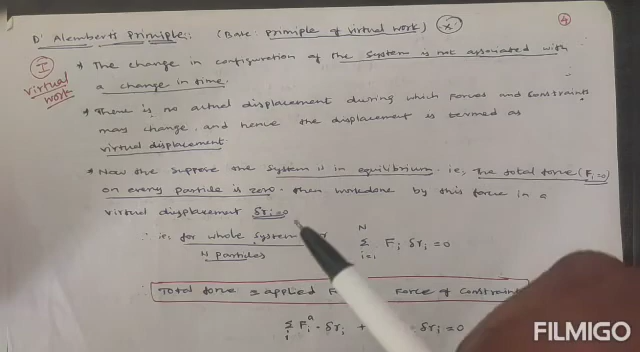 D' Alembert's Principle:. (Base: principle of virtual work) (X)
4
I
virtual work
* The change in configuration of the system is not assosiated with
a change in time.
* There is no actual displacement during which forces and constraints
may change, and hence the displacement is termed as
virtual displacement
* Now the suppose the system is in equilibrium. ie, the total force (Fi=0)
on every particle is zero. then workdone by this force in a
virtual displacement δri=0
∴ ie, for whole system
N particles
N Σ i=1 Fi δri = 0
Total force = applied F Force of Constrain
Σ i Fi^a . δri + . δri = 0
FILMIGO